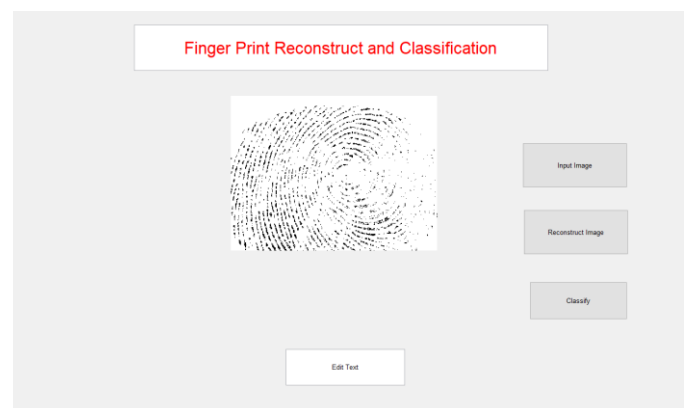 Finger Print Reconstruct and Classification
Input Image
Reconstruct Image
Classify
Edit Text